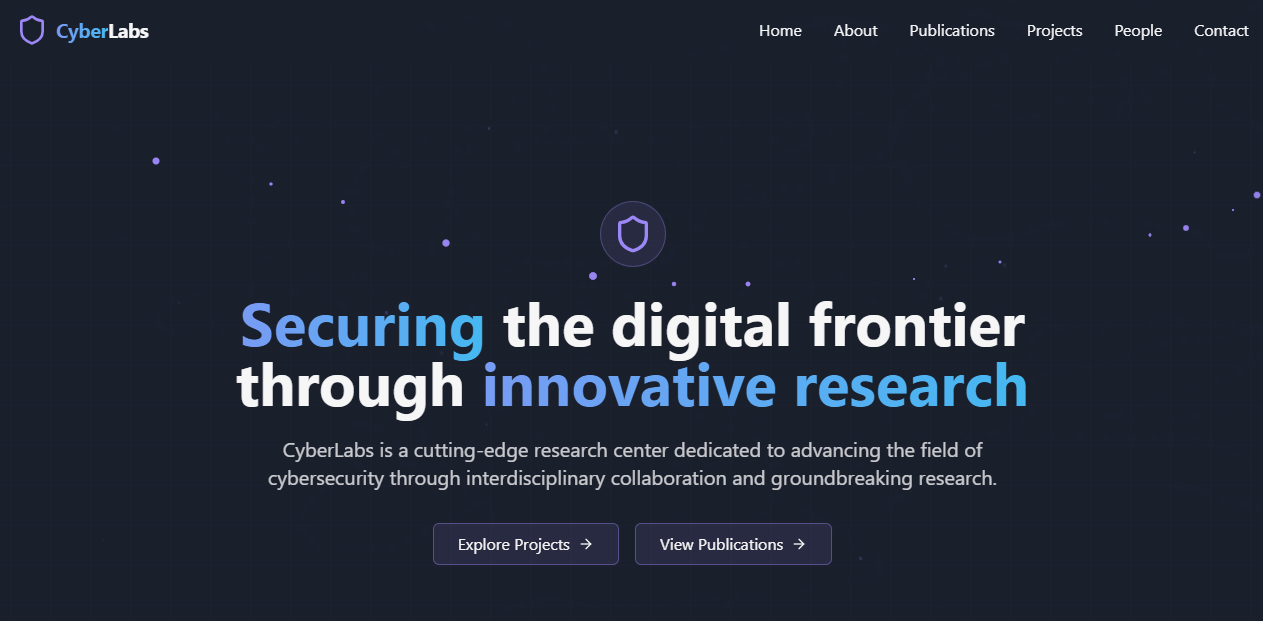 CyberLabs
Home About Publications Projects People Contact
Securing the digital frontier
through innovative research
CyberLabs is a cutting-edge research center dedicated to advancing the field of
cybersecurity through interdisciplinary collaboration and groundbreaking research.
Explore Projects →
View Publications →